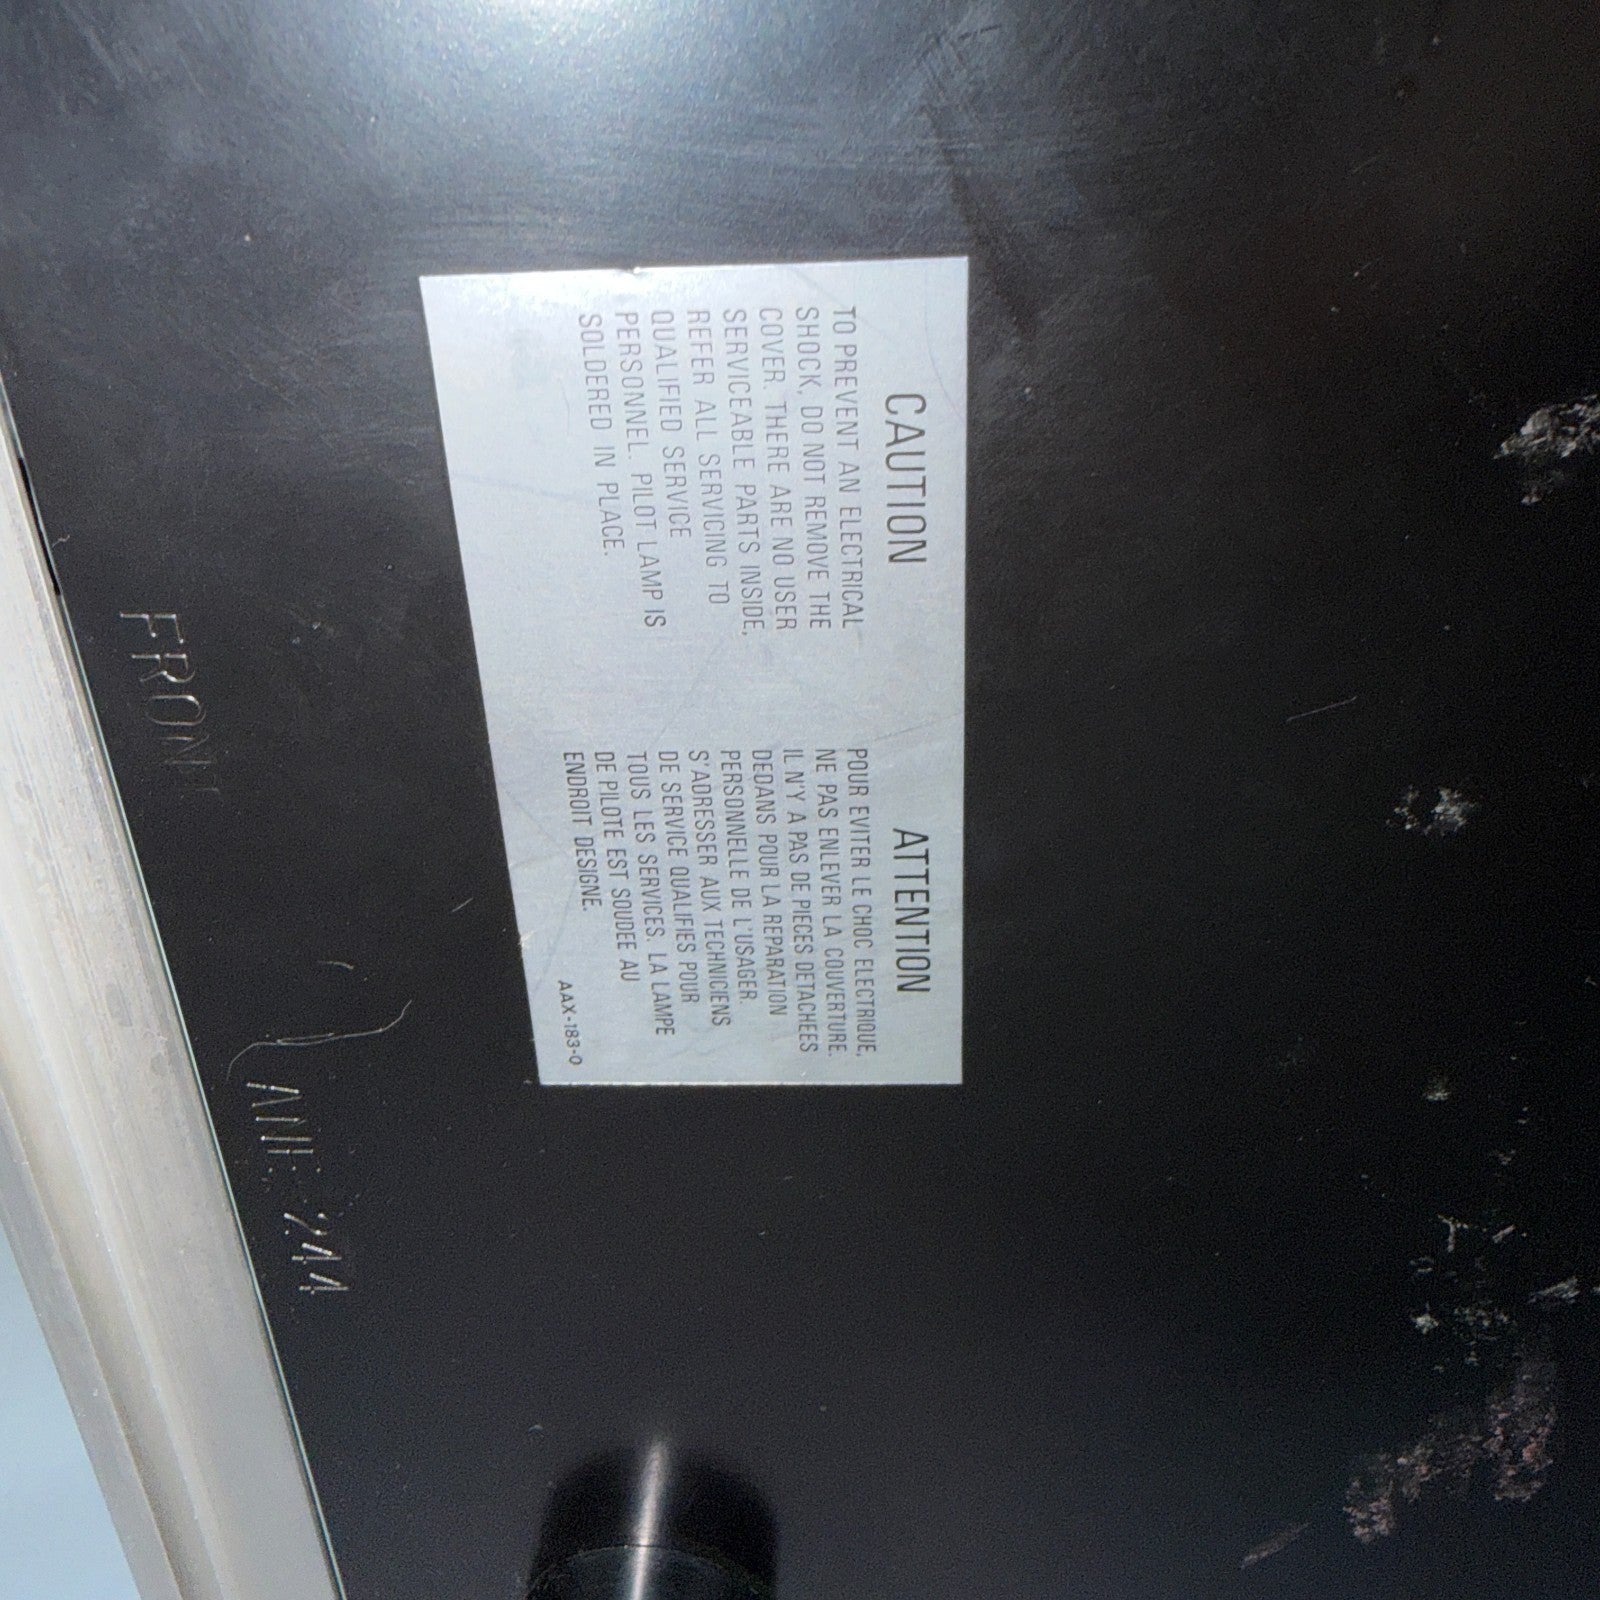 CAUTION
TO PREVENT AN ELECTRICAL
SHOCK, DO NOT REMOVE THE
COVER. THERE ARE NO USER
SERVICEABLE PARTS INSIDE,
REFER ALL SERVICING TO
QUALIFIED SERVICE
PERSONNEL. PILOT LAMP IS
SOLDERED IN PLACE.
ATTENTION
POUR EVITER LE CHOC ELECTRIQUE,
NE PAS ENLEVER LA COUVERTURE.
IL N'Y A PAS DE PIECES DETACHEES
DEDANS POUR LA REPARATION
PERSONNELLE DE L'USAGER.
S'ADRESSER AUX TECHNICIENS
DE SERVICE QUALIFIES POUR
TOUS LES SERVICES. LA LAMPE
DE PILOTE EST SOUDEE AU
ENDROIT DESIGNE.
AAX-183-0
FRONT